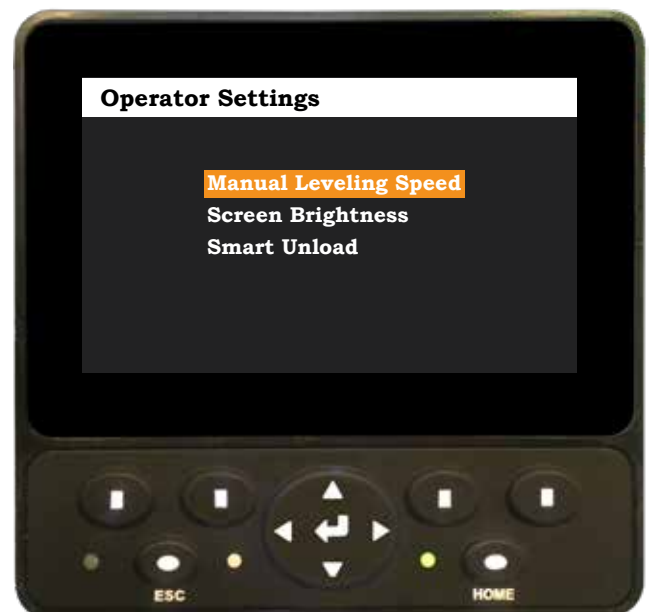 Operator Settings
Manual Leveling Speed
Screen Brightness
Smart Unload
ESC
HOME